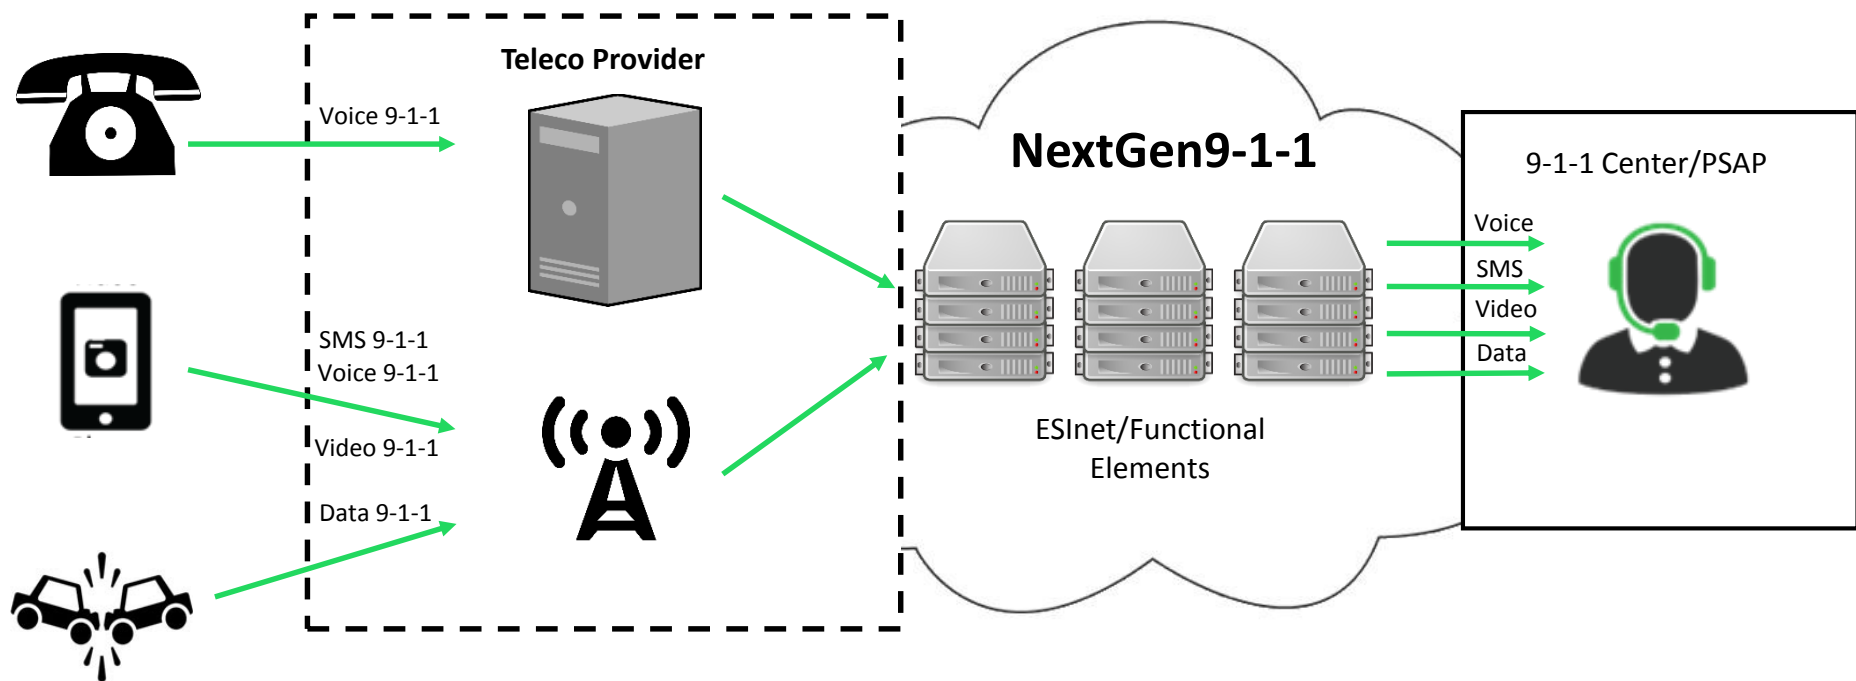 Teleco Provider
Voice 9-1-1
SMS 9-1-1
Voice 9-1-1
Video 9-1-1
Data 9-1-1
NextGen9-1-1
ESInet/Functional
Elements
9-1-1 Center/PSAP
Voice
SMS
Video
Data